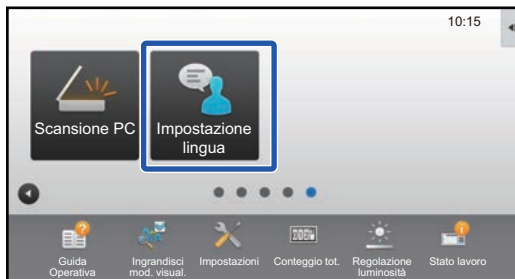 10:15
Scansione PC
Impostazione
lingua
Guida
Operativa
Ingrandisci
mod. visual.
Impostazioni
Conteggio tot.
Regolazione
luminosità
Stato lavoro